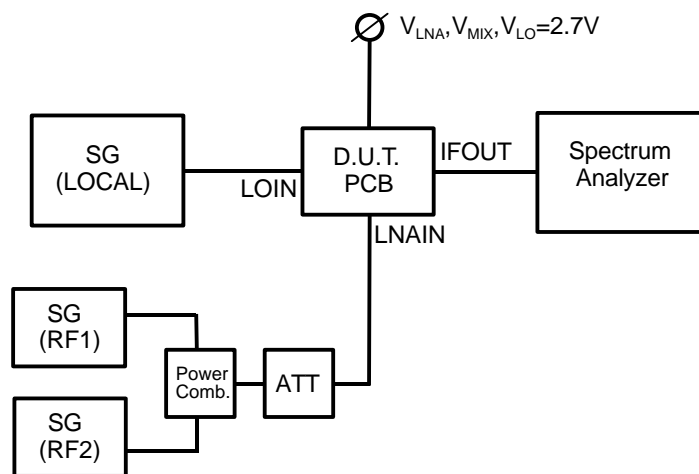 V_LNA,V_MIX,V_LO=2.7V
SG
(LOCAL)
LOIN
D.U.T.
PCB
IFOUT
Spectrum
Analyzer
LNAIN
SG
(RF1)
Power
Comb.
ATT
SG
(RF2)